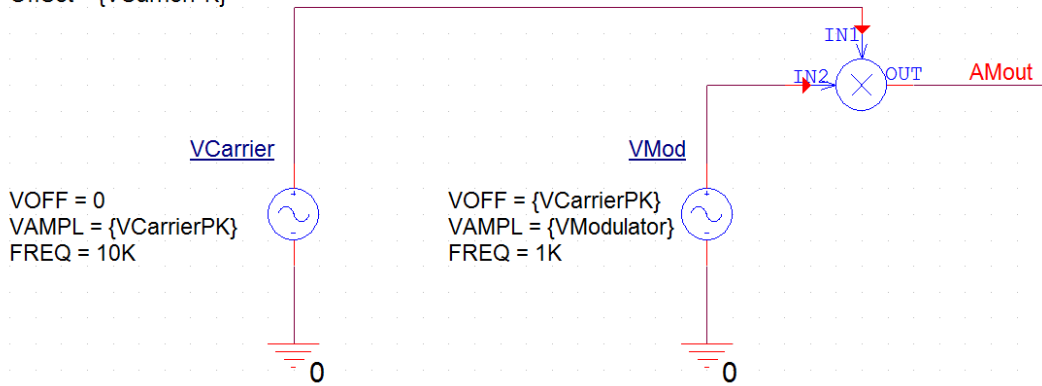 IN1
IN2
OUT
AMout
VCarrier
VMod
VOFF = 0
VAMPL = {VCarrierPK}
FREQ = 10K
VOFF = {VCarrierPK}
VAMPL = {VModulator}
FREQ = 1K
0
0